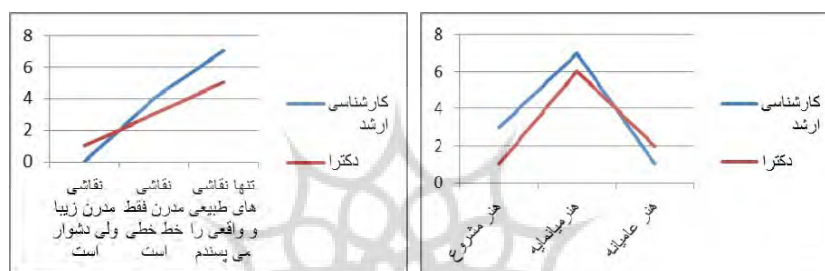 8
6
4
2
0
نقاشی
مدرن زیبا
ولی دشوار
است
نقاشی
مدرن فقط
خط خطی
است
تنها نقاشی
های طبیعی
و واقعی را
می پسندم
کارشناسی
ارشد
دکترا
8
6
4
2
0
هنر مشروع
هنر میانمایه
هنر عامیانه
کارشناسی
ارشد
دکترا